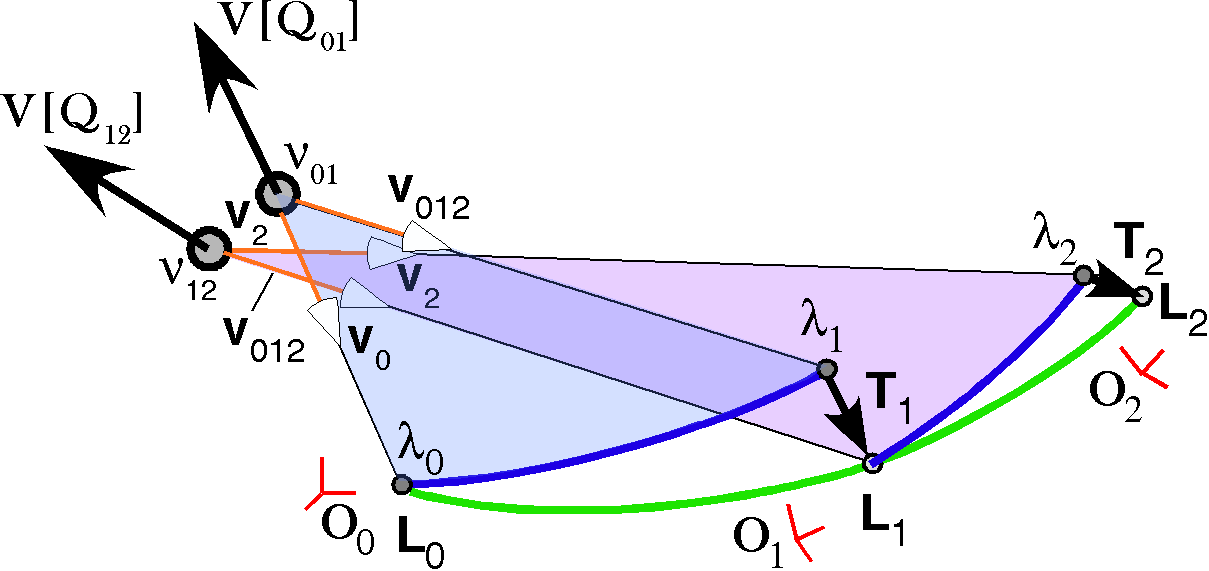 V[Q₀₁]
V[Q₁₂]
ν₀₁
v₀₁₂
v₂
ν₁₂
v₂
v₀₁₂
v₀
λ₂
T₂
L₂
λ₁
T₁
O₂
λ₀
O₀
L₀
O₁
L₁